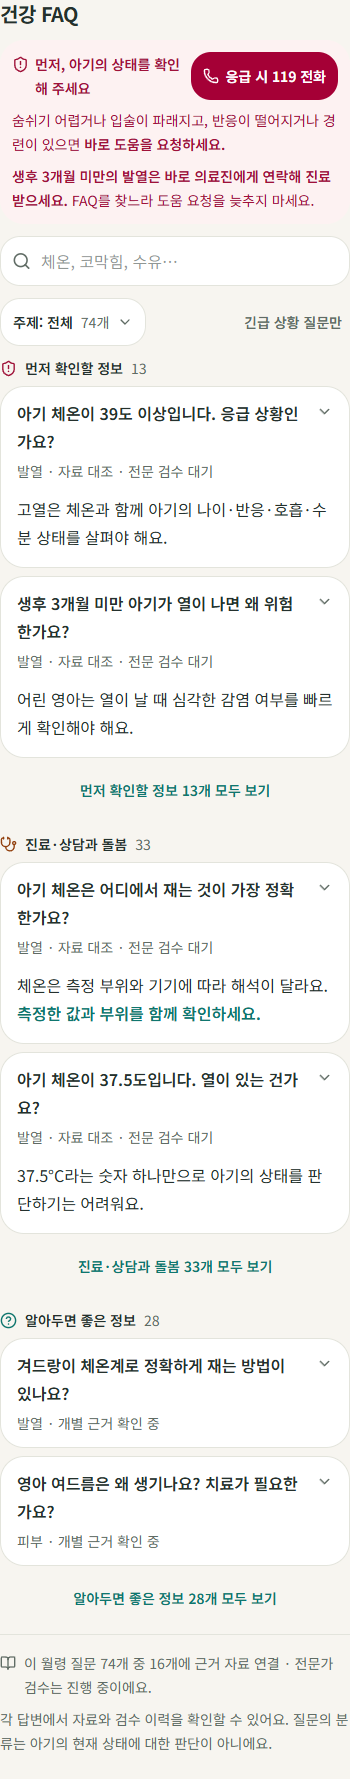 건강 FAQ
먼저, 아기의 상태를 확인
해 주세요
응급 시 119 전화
숨쉬기 어렵거나 입술이 파래지고, 반응이 떨어지거나 경
련이 있으면 바로 도움을 요청하세요.
생후 3개월 미만의 발열은 바로 의료진에게 연락해 진료
받으세요. FAQ를 찾느라 도움 요청을 늦추지 마세요.
체온, 코막힘, 수유…
주제: 전체 74개
긴급 상황 질문만
먼저 확인할 정보 13
아기 체온이 39도 이상입니다. 응급 상황인
가요?
발열 · 자료 대조 · 전문 검수 대기
고열은 체온과 함께 아기의 나이·반응·호흡·수
분 상태를 살펴야 해요.
생후 3개월 미만 아기가 열이 나면 왜 위험
한가요?
발열 · 자료 대조 · 전문 검수 대기
어린 영아는 열이 날 때 심각한 감염 여부를 빠르
게 확인해야 해요.
먼저 확인할 정보 13개 모두 보기
진료·상담과 돌봄 33
아기 체온은 어디에서 재는 것이 가장 정확
한가요?
발열 · 자료 대조 · 전문 검수 대기
체온은 측정 부위와 기기에 따라 해석이 달라요.
측정한 값과 부위를 함께 확인하세요.
아기 체온이 37.5도입니다. 열이 있는 건가
요?
발열 · 자료 대조 · 전문 검수 대기
37.5°C라는 숫자 하나만으로 아기의 상태를 판
단하기는 어려워요.
진료·상담과 돌봄 33개 모두 보기
알아두면 좋은 정보 28
겨드랑이 체온계로 정확하게 재는 방법이
있나요?
발열 · 개별 근거 확인 중
영아 여드름은 왜 생기나요? 치료가 필요한
가요?
피부 · 개별 근거 확인 중
알아두면 좋은 정보 28개 모두 보기
이 월령 질문 74개 중 16개에 근거 자료 연결 · 전문가
검수는 진행 중이에요.
각 답변에서 자료와 검수 이력을 확인할 수 있어요. 질문의 분
류는 아기의 현재 상태에 대한 판단이 아니에요.